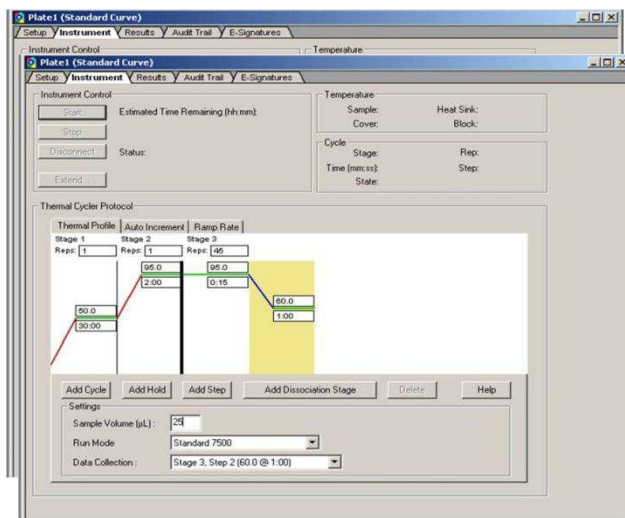 Plate1 (Standard Curve)
Setup Instrument Results Audit Trail E-Signatures
Instrument Control Temperature
Plate1 (Standard Curve)
Setup Instrument Results Audit Trail E-Signatures
Instrument Control
Start Estimated Time Remaining (hh:mm):
Stop
Disconnect Status:
Extend...
Temperature
Sample: Heat Sink:
Cover: Block:
Cycle
Stage: Rep:
Time (mm:ss): Step:
State:
Thermal Cycler Protocol
Thermal Profile Auto Increment Ramp Rate
Stage 1 Stage 2 Stage 3
Reps: 1 Reps: 1 Reps: 45
95.0 95.0
2:00 0:15
50.0 60.0
30:00 1:00
Add Cycle Add Hold Add Step Add Dissociation Stage Delete Help
Settings
Sample Volume (µL): 25
Run Mode Standard 7500
Data Collection: Stage 3, Step 2 (60.0 @ 1:00)